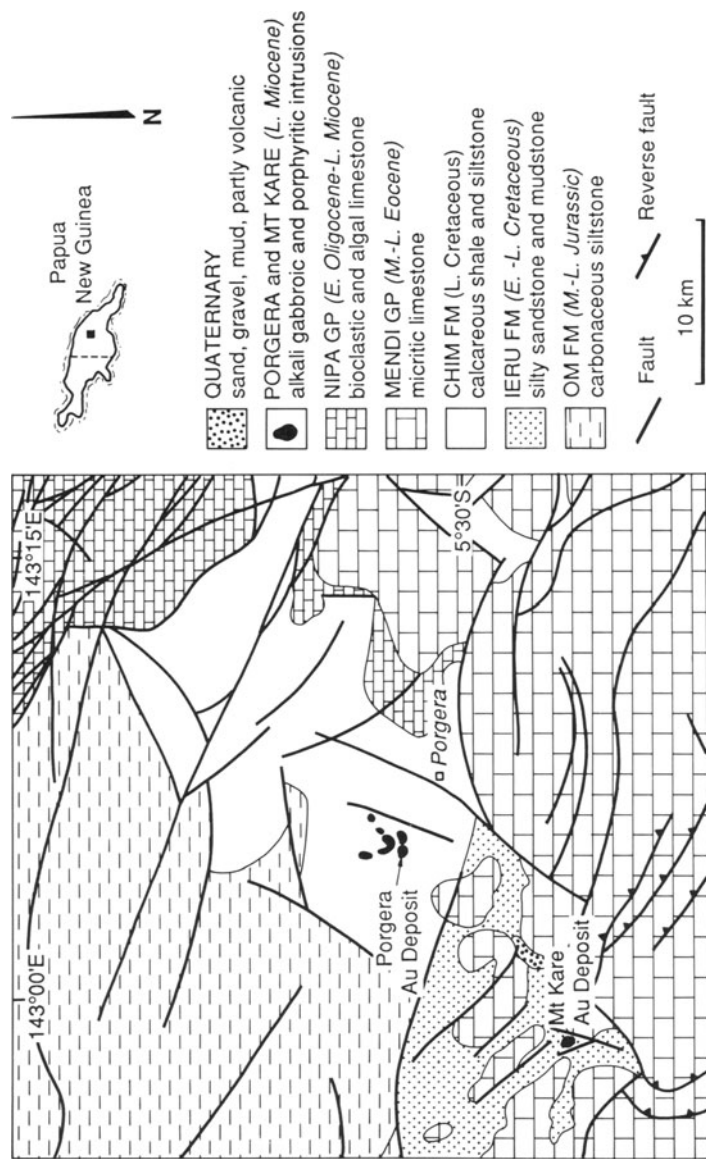 143°00'E
143°15'E
5°30'S
Porgera
Au Deposit
Porgera
Mt Kare
Au Deposit
Papua
New Guinea
N
QUATERNARY
sand, gravel, mud, partly volcanic
PORGERA and MT KARE (L. Miocene)
alkali gabbroic and porphyritic intrusions
NIPA GP (E. Oligocene-L. Miocene)
bioclastic and algal limestone
MENDI GP (M.-L. Eocene)
micritic limestone
CHIM FM (L. Cretaceous)
calcareous shale and siltstone
IERU FM (E. -L. Cretaceous)
silty sandstone and mudstone
OM FM (M.-L. Jurassic)
carbonaceous siltstone
Fault
Reverse fault
10 km